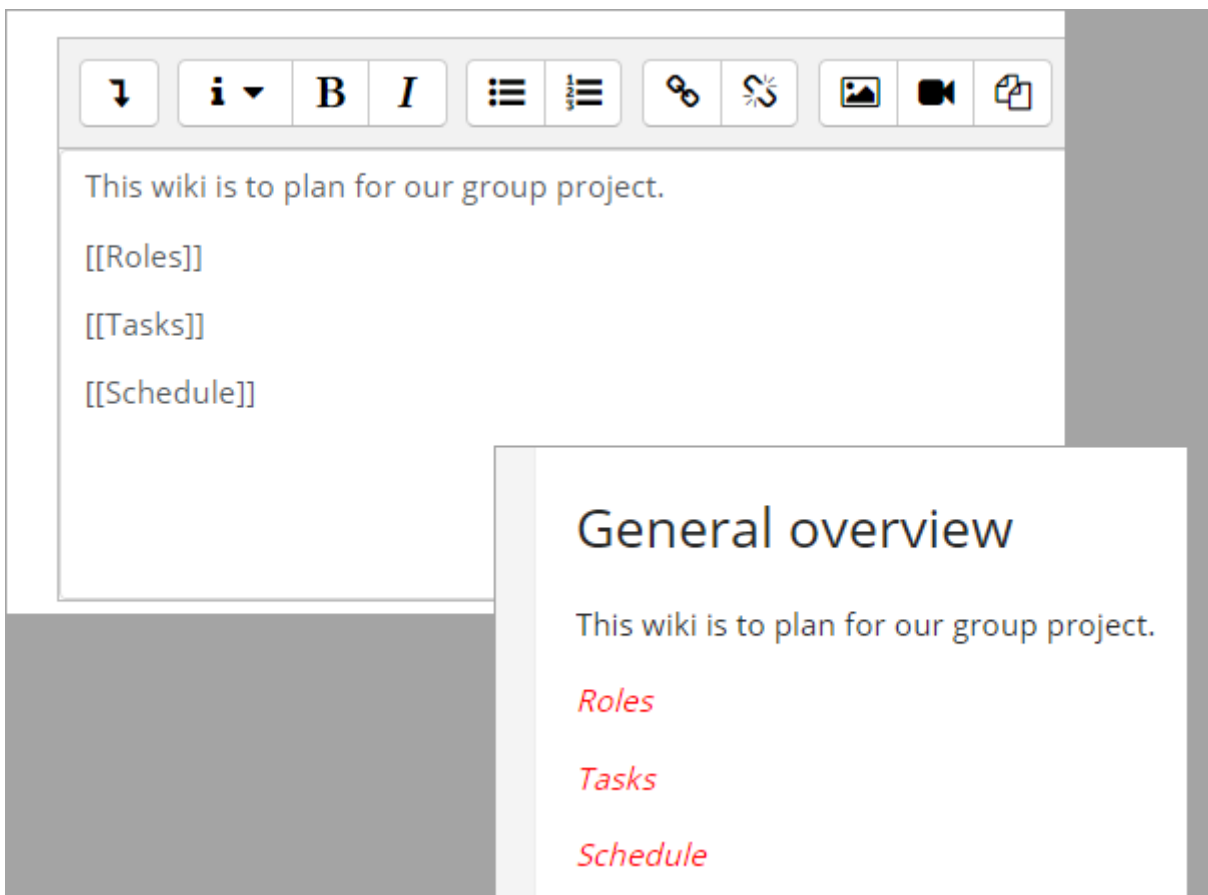 This wiki is to plan for our group project.
[[Roles]]
[[Tasks]]
[[Schedule]]
General overview
This wiki is to plan for our group project.
Roles
Tasks
Schedule